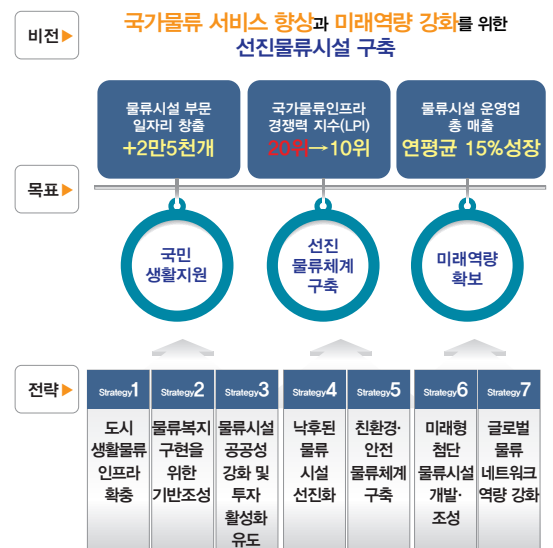 비전▶
국가물류 서비스 향상과 미래역량 강화를 위한
선진물류시설 구축
목표▶
물류시설 부문
일자리 창출
+2만5천개
국가물류인프라
경쟁력 지수(LPI)
20위→10위
물류시설 운영업
총 매출
연평균 15%성장
국민
생활지원
선진
물류체계
구축
미래역량
확보
전략▶
Strategy1
도시
생활물류
인프라
확충
Strategy2
물류복지
구현을
위한
기반조성
Strategy3
물류시설
공공성
강화 및
투자
활성화
유도
Strategy4
낙후된
물류
시설
선진화
Strategy5
친환경·
안전
물류체계
구축
Strategy6
미래형
첨단
물류시설
개발·
조성
Strategy7
글로벌
물류
네트워크
역량 강화